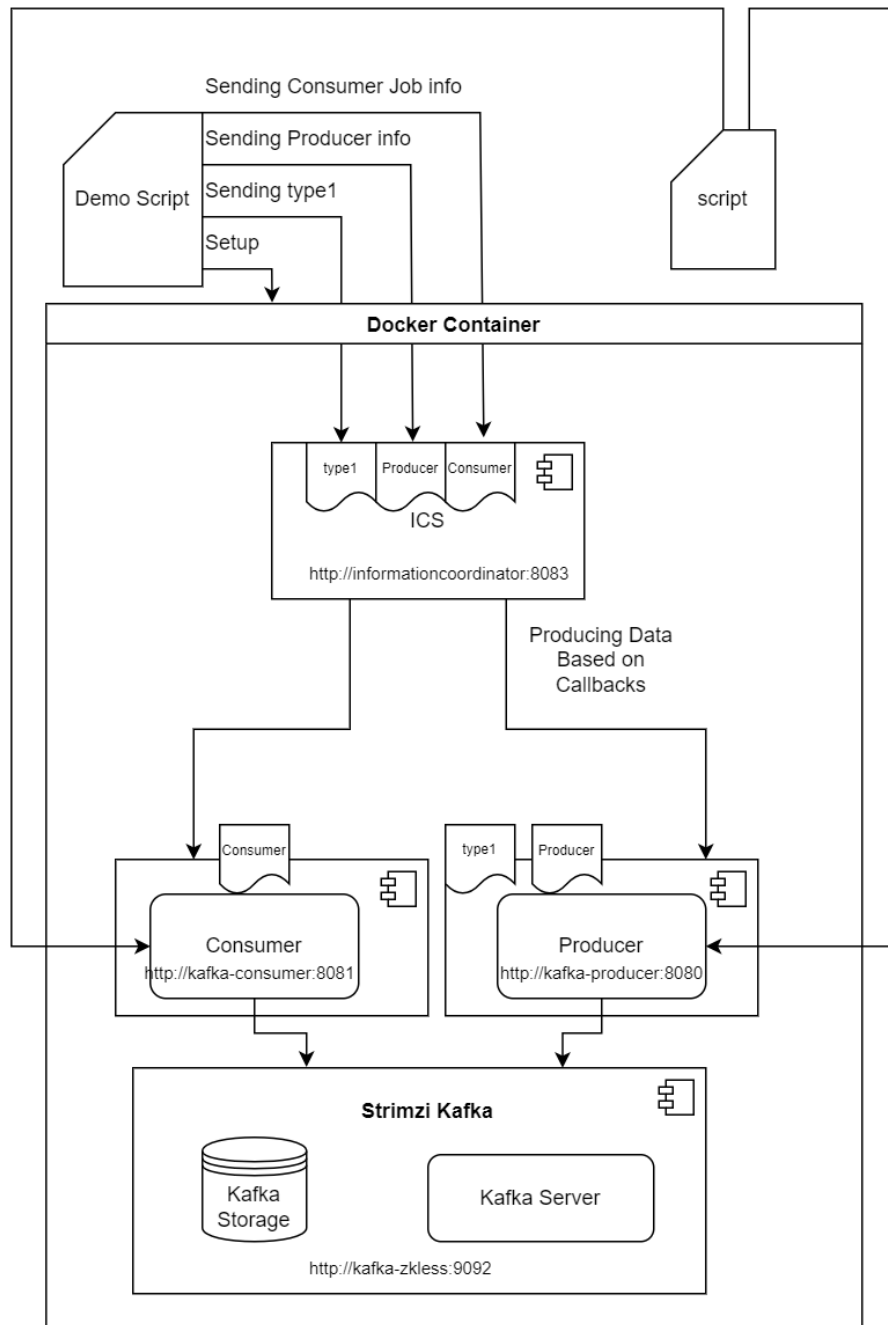 Sending Consumer Job info
Sending Producer info
Demo Script
Sending type1
script
Setup
Docker Container
type1
Producer
Consumer
ICS
http://informationcoordinator:8083
Producing Data
Based on
Callbacks
Consumer
type1
Producer
Consumer
http://kafka-consumer:8081
Producer
http://kafka-producer:8080
Strimzi Kafka
Kafka
Storage
Kafka Server
http://kafka-zkless:9092